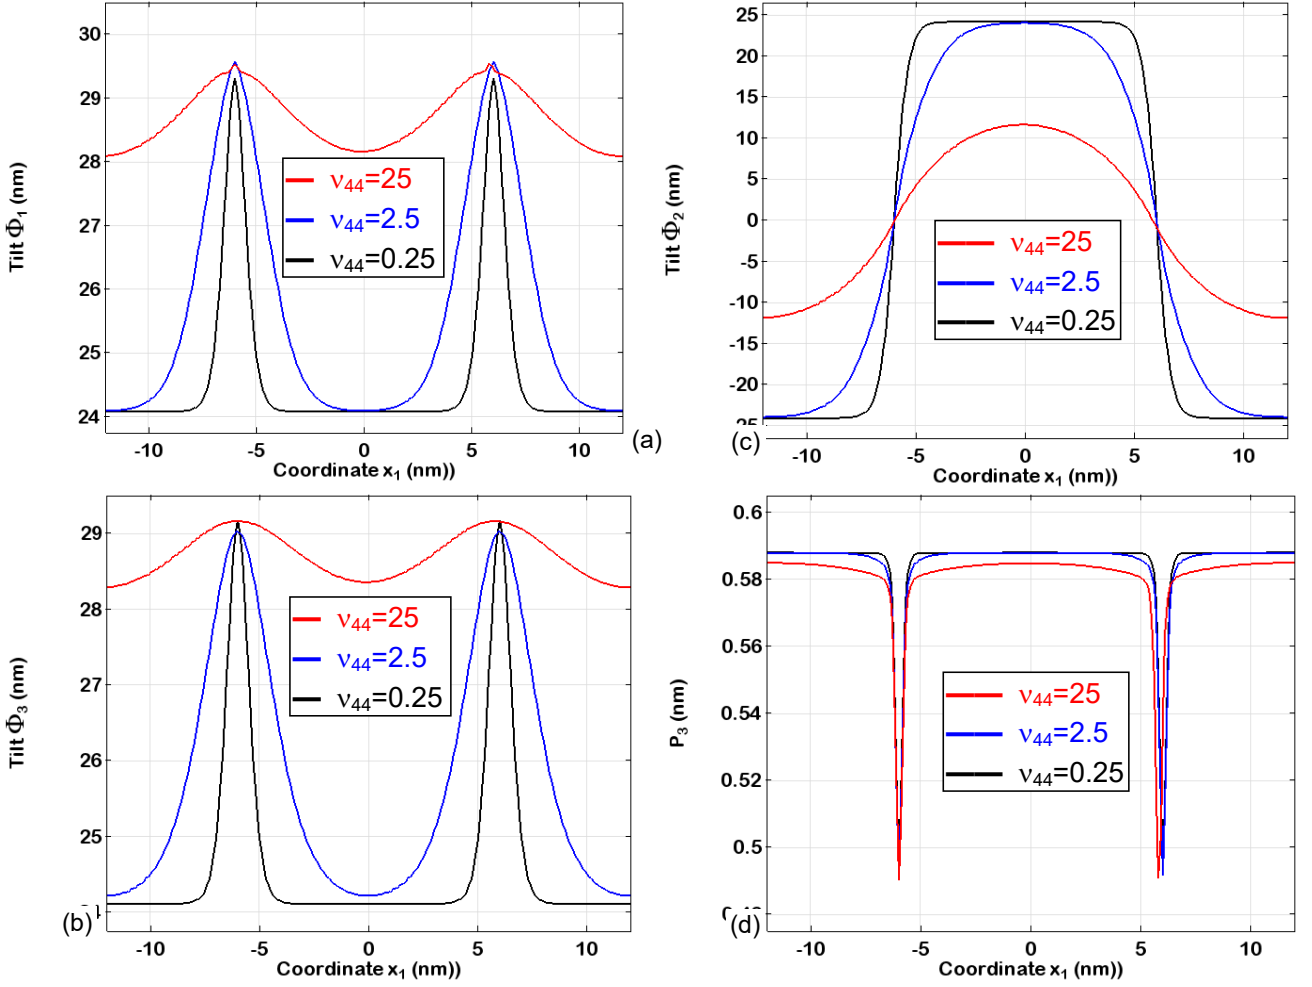 30
29
28
27
26
25
24
Tilt Φ₁ (nm)
ν₄₄=25
ν₄₄=2.5
ν₄₄=0.25
-10 -5 0 5 10
Coordinate x₁ (nm))
(a)
25
20
15
10
5
0
-5
-10
-15
-20
Tilt Φ₂ (nm)
ν₄₄=25
ν₄₄=2.5
ν₄₄=0.25
-10 -5 0 5 10
Coordinate x₁ (nm))
(c)
29
28
27
26
25
Tilt Φ₃ (nm)
ν₄₄=25
ν₄₄=2.5
ν₄₄=0.25
-10 -5 0 5 10
Coordinate x₁ (nm))
(b)
0.6
0.58
0.56
0.54
0.52
0.5
P₃ (nm)
ν₄₄=25
ν₄₄=2.5
ν₄₄=0.25
-10 -5 0 5 10
Coordinate x₁ (nm))
(d)